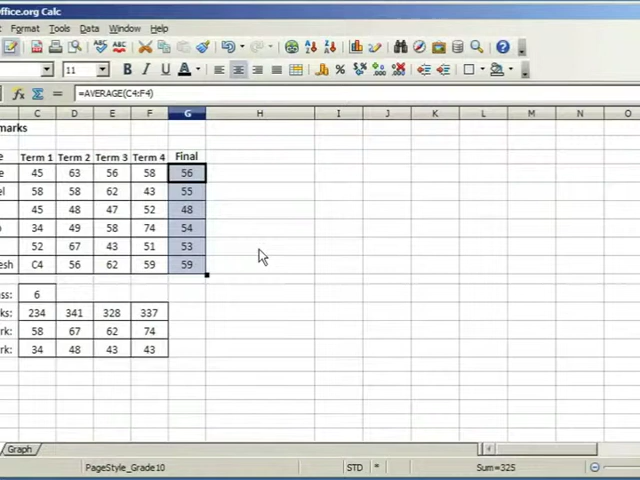 ffice.org Calc
Format Tools Data Window Help
11 B I U A
=AVERAGE(C4:F4)
C D E F G H I J K L M N O
marks
e Term 1 Term 2 Term 3 Term 4 Final
e 45 63 56 58 56
el 58 58 62 43 55
45 48 47 52 48
o 34 49 58 74 54
52 67 43 51 53
esh C4 56 62 59 59
ss: 6
ks: 234 341 328 337
rk: 58 67 62 74
rk: 34 48 43 43
Graph
PageStyle_Grade10 STD * Sum=325